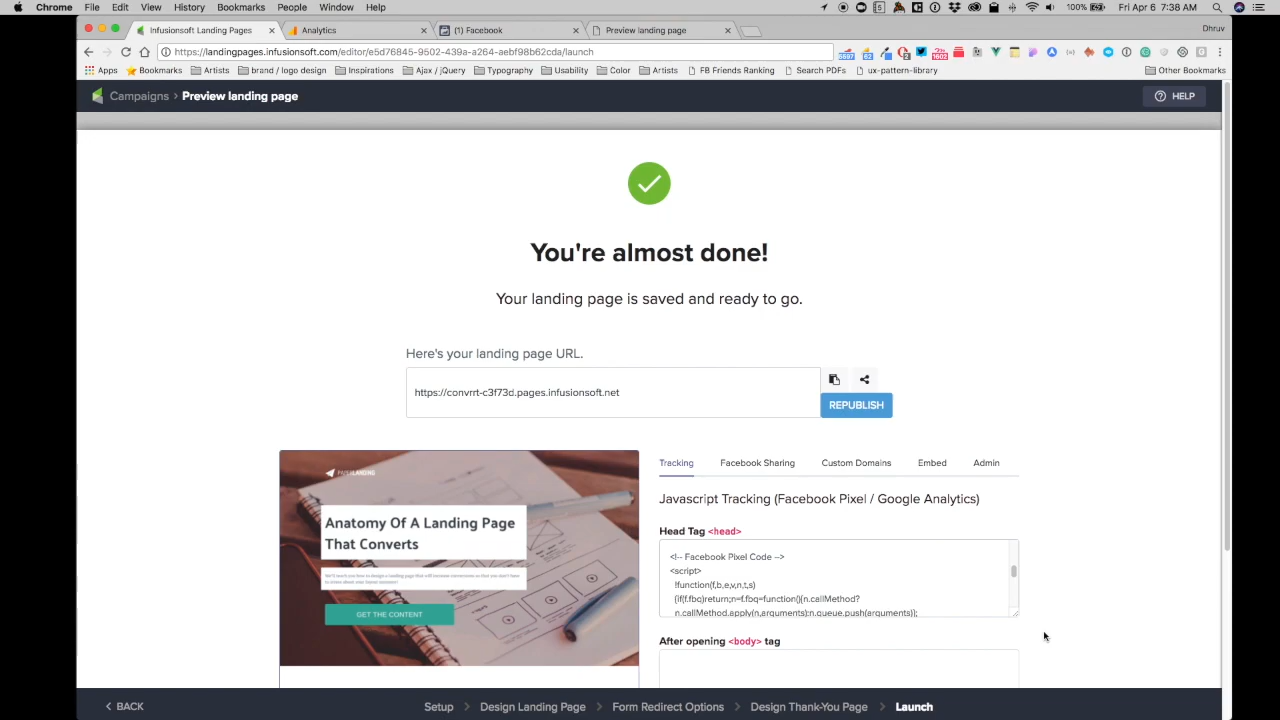 Chrome File Edit View History Bookmarks People Window Help
100% Fri Apr 6 7:38 AM
Infusionsoft Landing Pages
Analytics
(1) Facebook
Preview landing page
Dhruv
https://landingpages.infusionsoft.com/editor/e5d76845-9502-439a-a264-aebf98b62cda/launch
Apps Bookmarks Artists brand / logo design Inspirations Ajax / jQuery Typography Usability Color Artists FB Friends Ranking Search PDFs ux-pattern-library Other Bookmarks
Campaigns > Preview landing page
HELP
You're almost done!
Your landing page is saved and ready to go.
Here's your landing page URL.
https://convrrt-c3f73d.pages.infusionsoft.net
REPUBLISH
PAPERLANDING
Anatomy Of A Landing Page
That Converts
GET THE CONTENT
Tracking Facebook Sharing Custom Domains Embed Admin
Javascript Tracking (Facebook Pixel / Google Analytics)
Head Tag <head>
<!-- Facebook Pixel Code -->
<script>
!function(f,b,e,v,n,t,s)
{if(f.fbq)return;n=f.fbq=function(){n.callMethod?
n.callMethod.apply(n,arguments):n.queue.push(arguments)};
After opening <body> tag
< BACK
Setup > Design Landing Page > Form Redirect Options > Design Thank-You Page > Launch